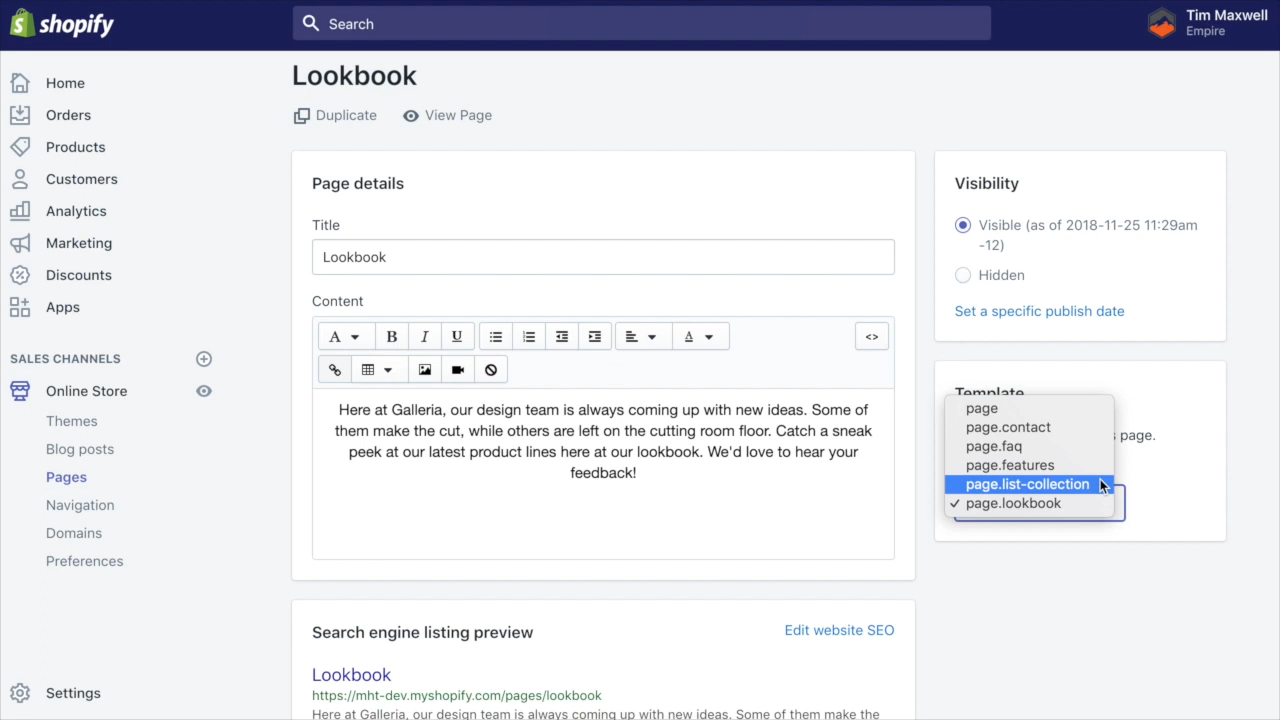 shopify
Search
Tim Maxwell
Empire
Home
Orders
Products
Customers
Analytics
Marketing
Discounts
Apps
SALES CHANNELS
Online Store
Themes
Blog posts
Pages
Navigation
Domains
Preferences
Settings
Lookbook
Duplicate
View Page
Page details
Title
Lookbook
Content
A
B
I
U
A
<>
Here at Galleria, our design team is always coming up with new ideas. Some of
them make the cut, while others are left on the cutting room floor. Catch a sneak
peek at our latest product lines here at our lookbook. We'd love to hear your
feedback!
Search engine listing preview
Edit website SEO
Lookbook
https://mht-dev.myshopify.com/pages/lookbook
Here at Galleria, our design team is always coming up with new ideas. Some of them make the
Visibility
Visible (as of 2018-11-25 11:29am
-12)
Hidden
Set a specific publish date
Template
page.
page
page.contact
page.faq
page.features
page.list-collection
page.lookbook